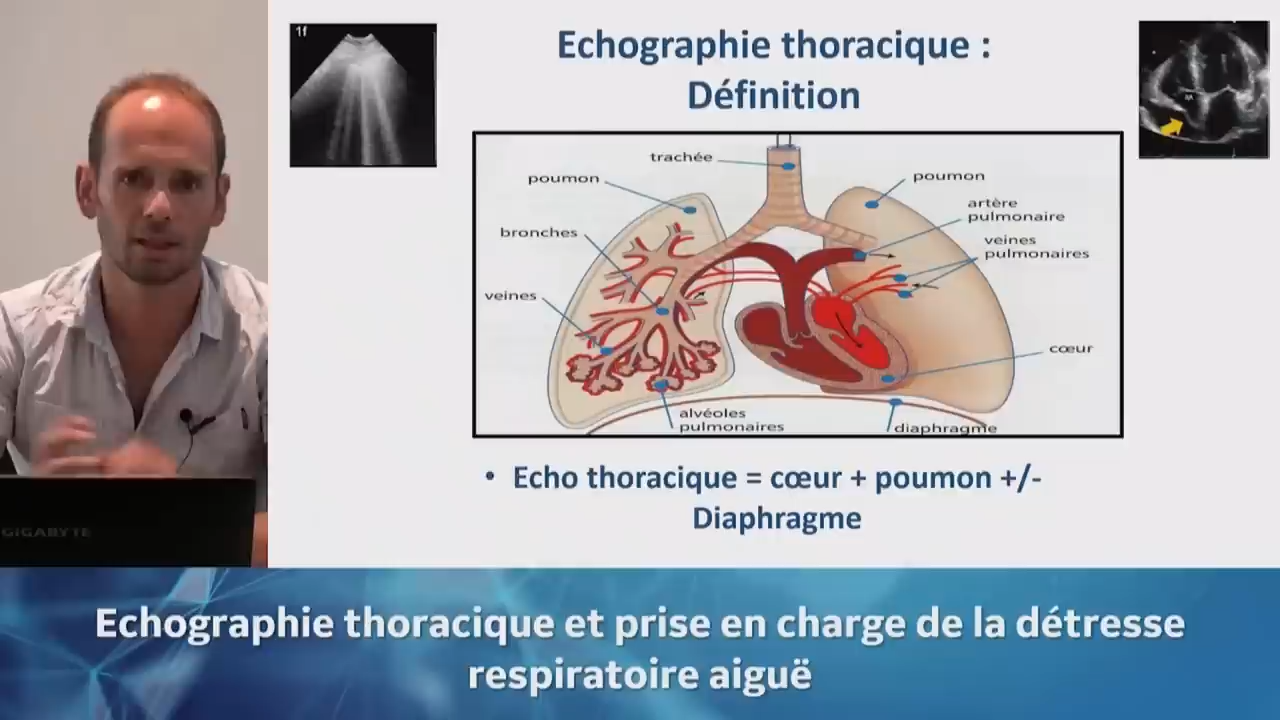 1f
Echographie thoracique :
Définition
trachée
poumon
poumon
artère
pulmonaire
bronches
veines
pulmonaires
veines
cœur
alvéoles
pulmonaires
diaphragme
• Echo thoracique = cœur + poumon +/-
Diaphragme
GIGABYTE
Echographie thoracique et prise en charge de la détresse
respiratoire aiguë